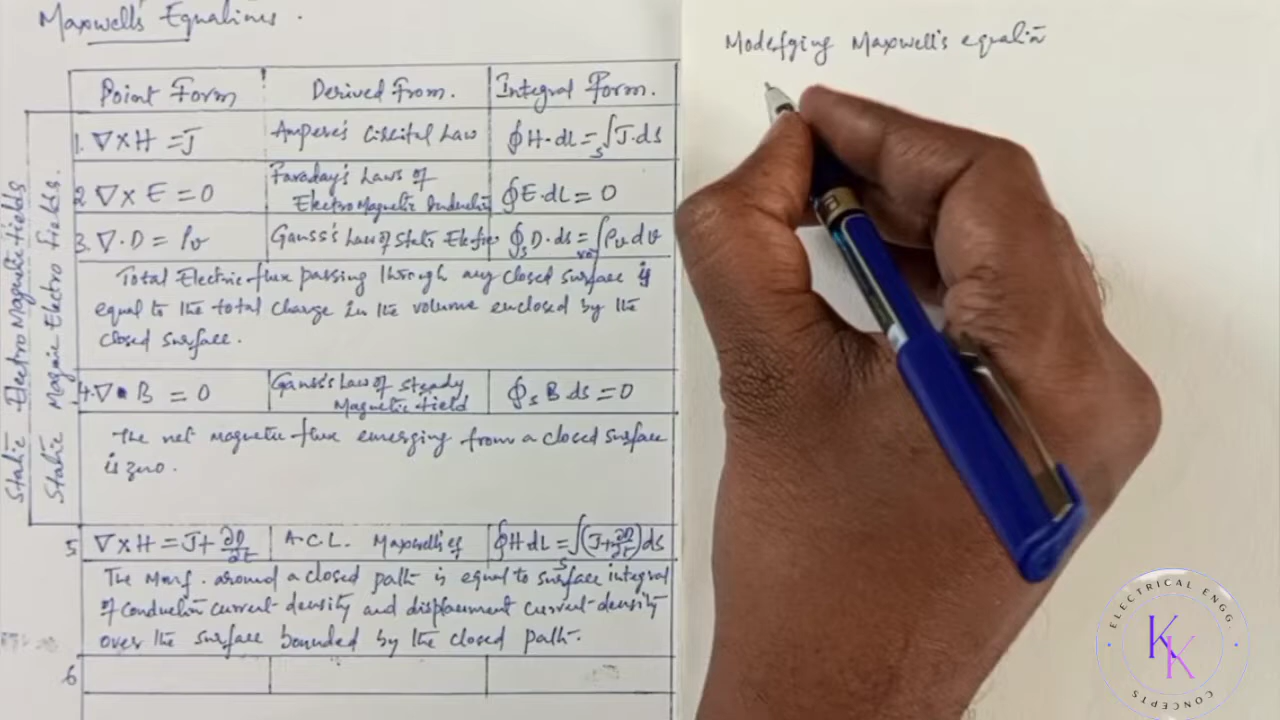 Maxwell's Equations.
Modefying Maxwell's equation
Point Form
Derived From.
Integral Form.
1. ∇×H = J
Ampere's Circital Law
∮H·dL = ∫s J·ds
2 ∇× E = 0
Faraday's Laws of
Electro Magnetic Induction
∮E·dL = 0
3. ∇·D = ρv
Gauss's Law of Static Electric
∮s D·ds = ∫vol ρv dv
Total Electric flux passing through any closed surface is
equal to the total charge in the volume enclosed by the
closed surface.
4. ∇• B = 0
Gauss's Law of Steady
Magnetic field
∮s B·ds = 0
The net magnetic flux emerging from a closed surface
is zero.
5 ∇×H = J+ ∂D/∂t
A.C.L. Maxwell's
∮H dL = ∫s (J+∂D/∂t) ds
The Mmf. around a closed path is equal to surface integral
of conduction current density and displacement current density
over the surface bounded by the closed path.
6
Static Electro Magnetic fields
Static Electro fields.
ELECTRICAL ENGG.
KK
CONCEPTS